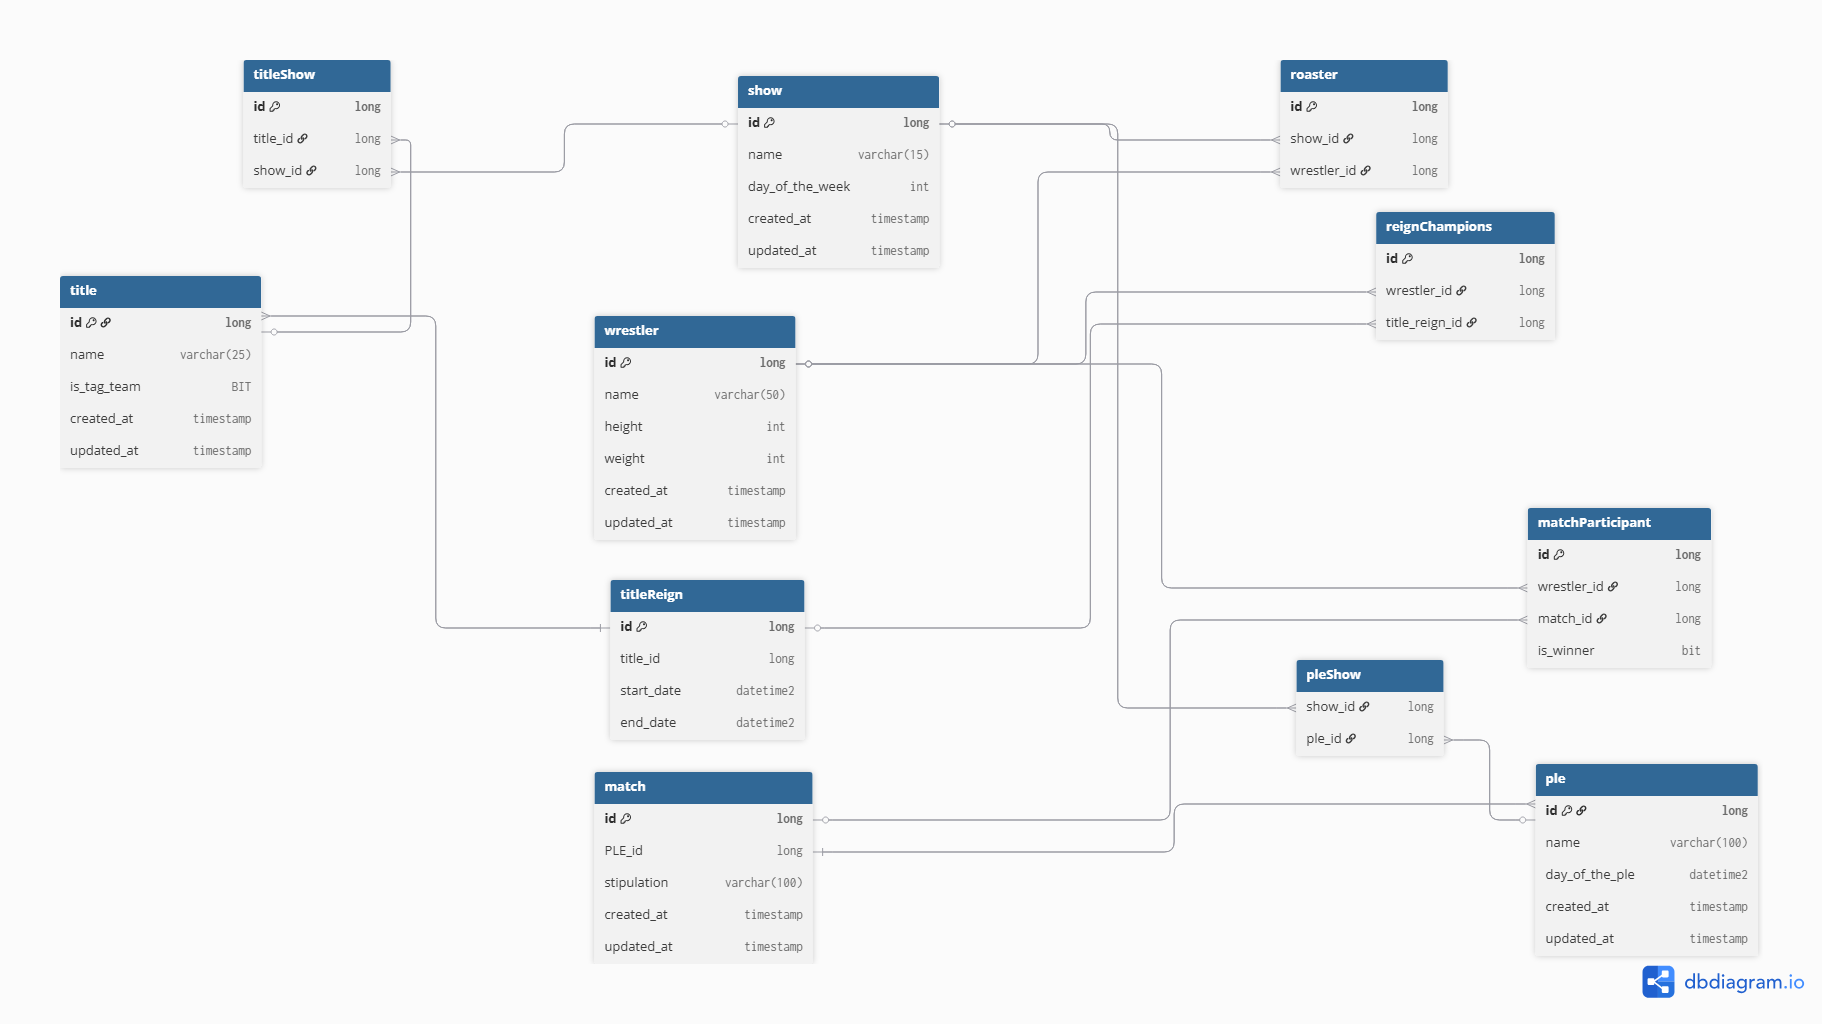 titleShow
id long
title_id long
show_id long
show
id long
name varchar(15)
day_of_the_week int
created_at timestamp
updated_at timestamp
roaster
id long
show_id long
wrestler_id long
reignChampions
id long
wrestler_id long
title_reign_id long
title
id long
name varchar(25)
is_tag_team BIT
created_at timestamp
updated_at timestamp
wrestler
id long
name varchar(50)
height int
weight int
created_at timestamp
updated_at timestamp
matchParticipant
id long
wrestler_id long
match_id long
is_winner bit
titleReign
id long
title_id long
start_date datetime2
end_date datetime2
pleShow
show_id long
ple_id long
match
id long
PLE_id long
stipulation varchar(100)
created_at timestamp
updated_at timestamp
ple
id long
name varchar(100)
day_of_the_ple datetime2
created_at timestamp
updated_at timestamp
dbdiagram.io